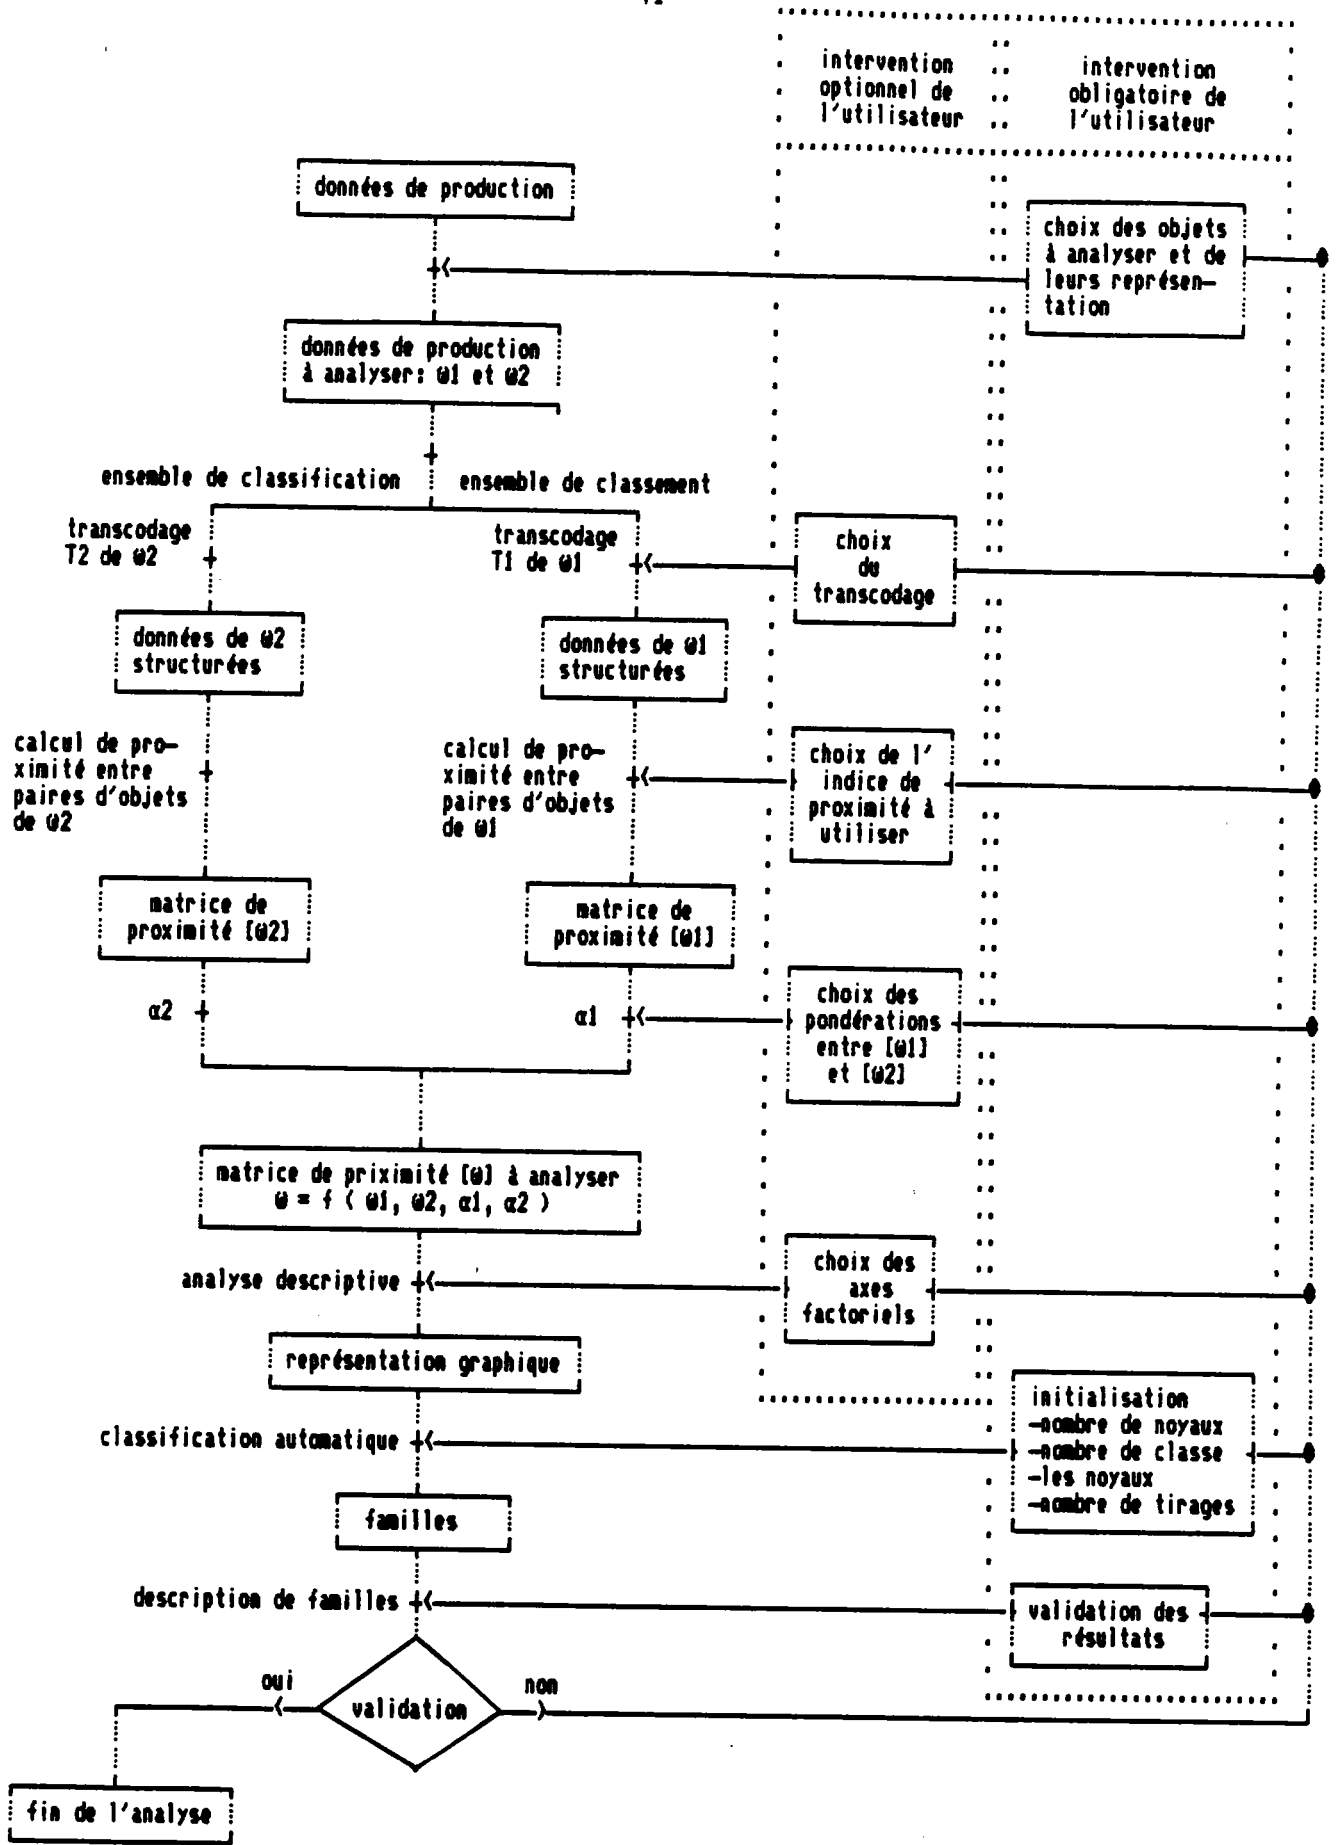 intervention
optionnel de
l'utilisateur
intervention
obligatoire de
l'utilisateur
données de production
choix des objets
à analyser et de
leurs représen-
tation
données de production
à analyser: ω1 et ω2
ensemble de classification
ensemble de classement
transcodage
T2 de ω2
transcodage
T1 de ω1
choix
du
transcodage
données de ω2
structurées
données de ω1
structurées
calcul de pro-
ximité entre
paires d'objets
de ω2
calcul de pro-
ximité entre
paires d'objets
de ω1
choix de l'
indice de
proximité à
utiliser
matrice de
proximité [ω2]
matrice de
proximité [ω1]
α2
α1
choix des
pondérations
entre [ω1]
et [ω2]
matrice de priximité [ω] à analyser
ω = f ( ω1, ω2, α1, α2 )
analyse descriptive
choix des
axes
factoriels
représentation graphique
initialisation
-nombre de noyaux
-nombre de classe
-les noyaux
-nombre de tirages
classification automatique
familles
description de familles
validation des
résultats
oui
validation
non
fin de l'analyse